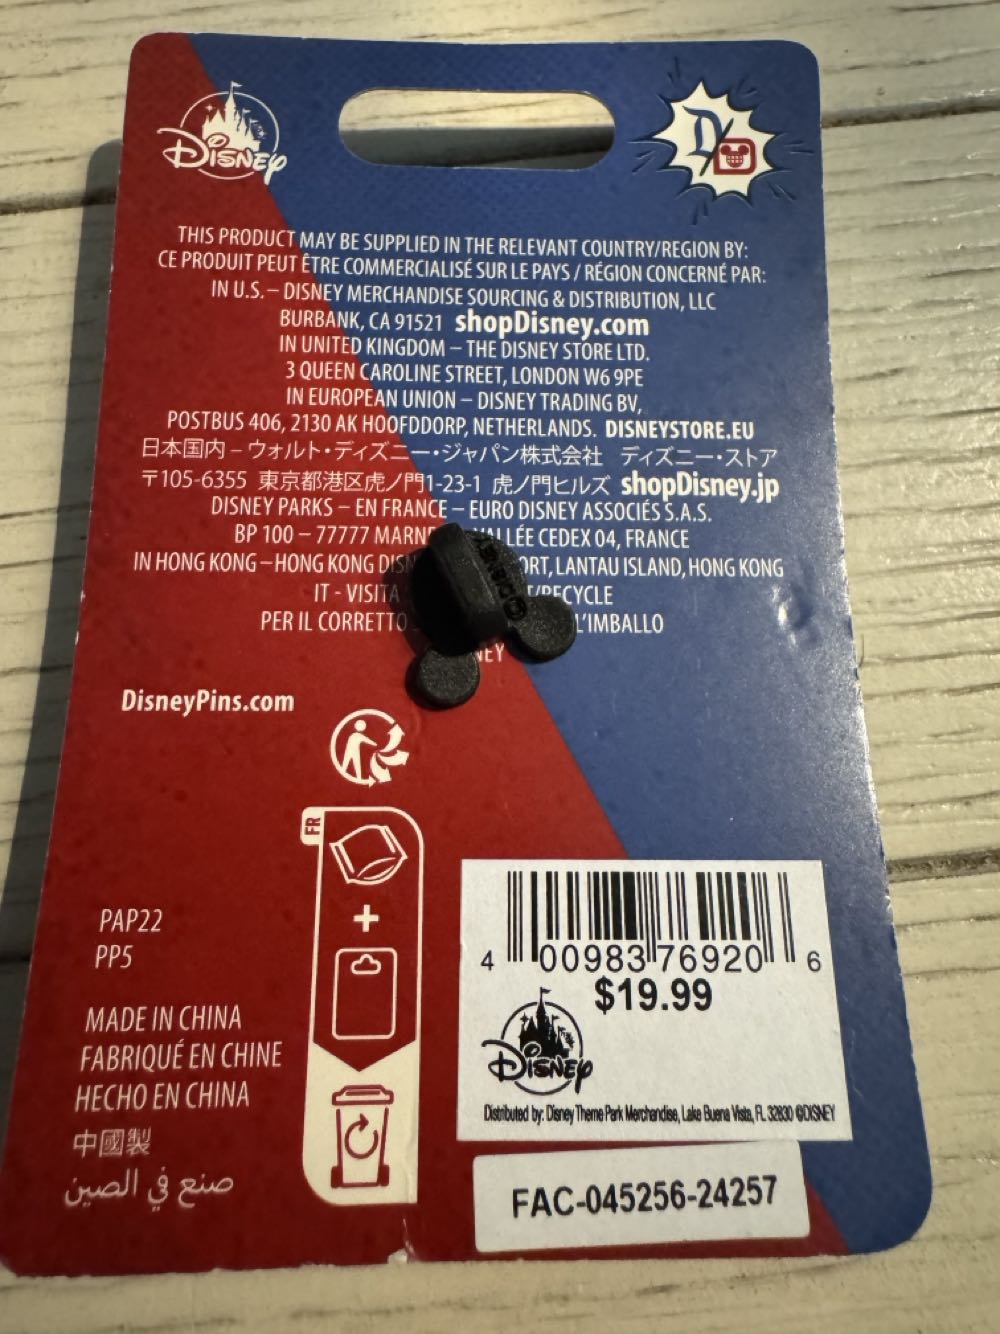 DISNEY
D/
THIS PRODUCT MAY BE SUPPLIED IN THE RELEVANT COUNTRY/REGION BY:
CE PRODUIT PEUT ÊTRE COMMERCIALISÉ SUR LE PAYS / RÉGION CONCERNÉ PAR:
IN U.S. – DISNEY MERCHANDISE SOURCING & DISTRIBUTION, LLC
BURBANK, CA 91521 shopDisney.com
IN UNITED KINGDOM – THE DISNEY STORE LTD.
3 QUEEN CAROLINE STREET, LONDON W6 9PE
IN EUROPEAN UNION – DISNEY TRADING BV,
POSTBUS 406, 2130 AK HOOFDDORP, NETHERLANDS. DISNEYSTORE.EU
日本国内 – ウォルト・ディズニー・ジャパン株式会社 ディズニー・ストア
〒105-6355 東京都港区虎ノ門1-23-1 虎ノ門ヒルズ shopDisney.jp
DISNEY PARKS – EN FRANCE – EURO DISNEY ASSOCIÉS S.A.S.
BP 100 – 77777 MARNE VALLÉE CEDEX 04, FRANCE
IN HONG KONG – HONG KONG LANTAU ISLAND, HONG KONG
IT - VISITA
PER IL CORRETTO L'IMBALLO
©DISNEY
DisneyPins.com
FR
+
PAP22
PP5
MADE IN CHINA
FABRIQUÉ EN CHINE
HECHO EN CHINA
中國製
صنع في الصين
4 00983 76920 6
$19.99
DISNEY
Distributed by: Disney Theme Park Merchandise, Lake Buena Vista, FL 32830 ©DISNEY
FAC-045256-24257